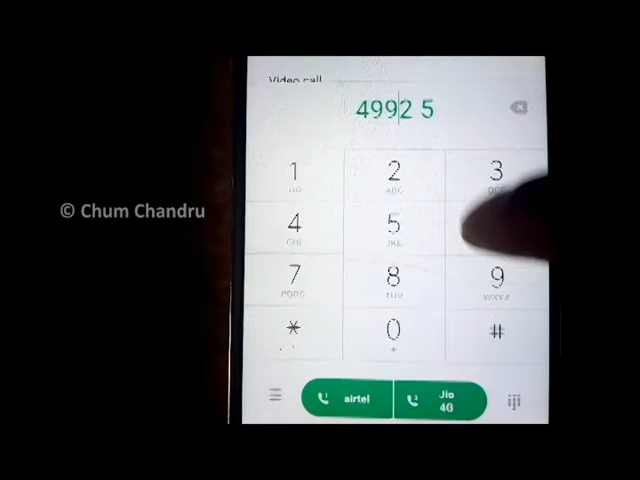 Video call
4992 5
1 2 3
ABC DEF
© Chum Chandru
4 5
GHI JKL
7 8 9
PQRS TUV WXYZ
* 0 #
+
airtel Jio
4G